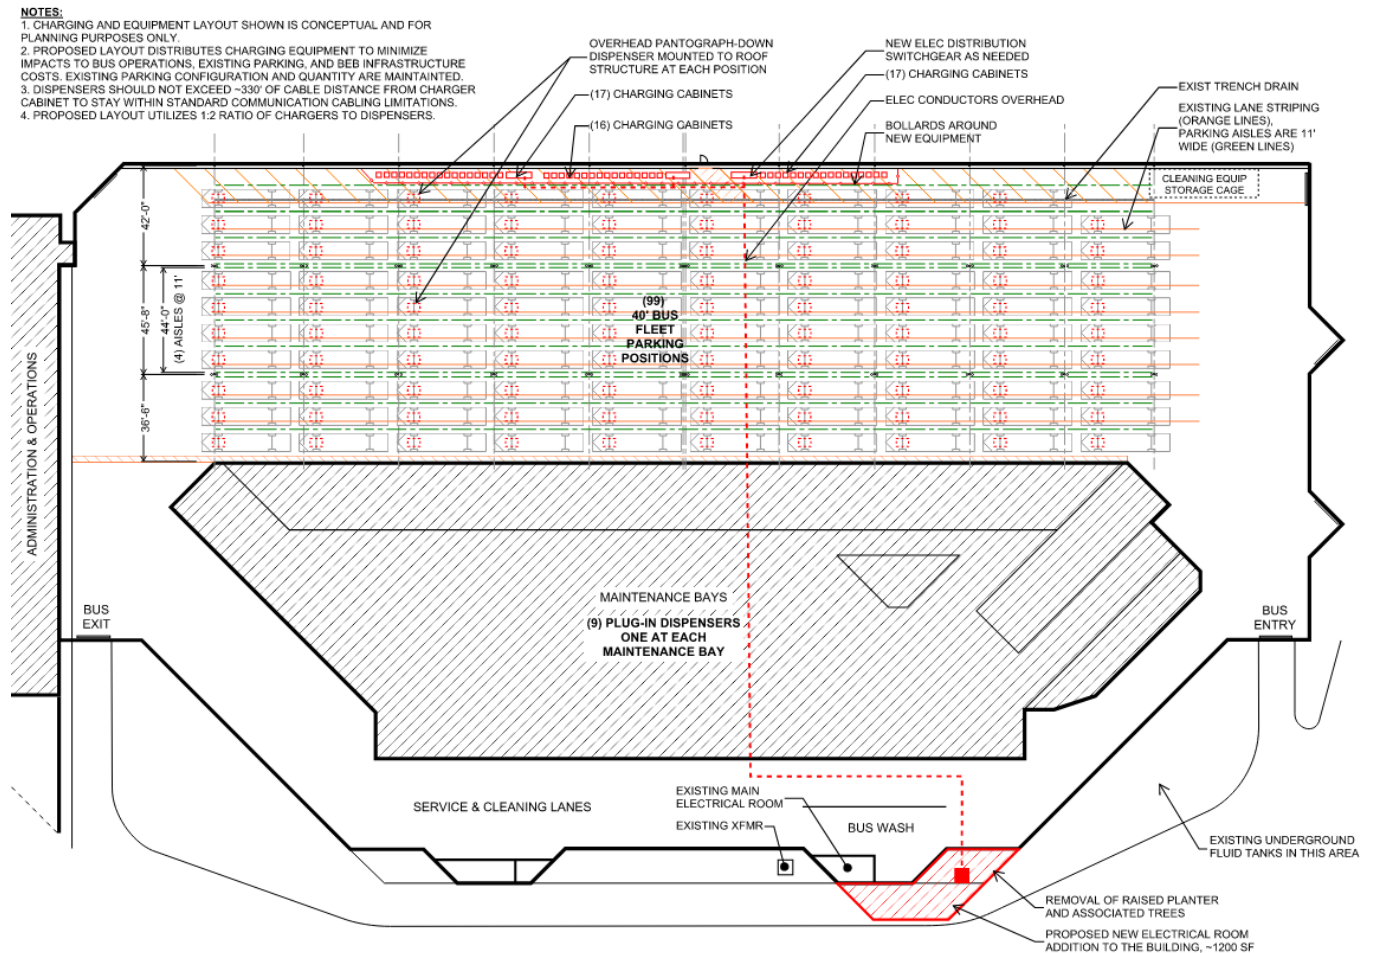 NOTES:
1. CHARGING AND EQUIPMENT LAYOUT SHOWN IS CONCEPTUAL AND FOR
PLANNING PURPOSES ONLY.
2. PROPOSED LAYOUT DISTRIBUTES CHARGING EQUIPMENT TO MINIMIZE
IMPACTS TO BUS OPERATIONS, EXISTING PARKING, AND BEB INFRASTRUCTURE
COSTS. EXISTING PARKING CONFIGURATION AND QUANTITY ARE MAINTAINTED.
3. DISPENSERS SHOULD NOT EXCEED ~330' OF CABLE DISTANCE FROM CHARGER
CABINET TO STAY WITHIN STANDARD COMMUNICATION CABLING LIMITATIONS.
4. PROPOSED LAYOUT UTILIZES 1:2 RATIO OF CHARGERS TO DISPENSERS.
OVERHEAD PANTOGRAPH-DOWN
DISPENSER MOUNTED TO ROOF
STRUCTURE AT EACH POSITION
(17) CHARGING CABINETS
(16) CHARGING CABINETS
NEW ELEC DISTRIBUTION
SWITCHGEAR AS NEEDED
(17) CHARGING CABINETS
ELEC CONDUCTORS OVERHEAD
BOLLARDS AROUND
NEW EQUIPMENT
EXIST TRENCH DRAIN
EXISTING LANE STRIPING
(ORANGE LINES),
PARKING AISLES ARE 11'
WIDE (GREEN LINES)
CLEANING EQUIP
STORAGE CAGE
42'-0"
45'-8"
44'-0"
(4) AISLES @ 11'
36'-6"
(99)
40' BUS
FLEET
PARKING
POSITIONS
ADMINISTRATION & OPERATIONS
MAINTENANCE BAYS
(9) PLUG-IN DISPENSERS
ONE AT EACH
MAINTENANCE BAY
BUS
EXIT
BUS
ENTRY
SERVICE & CLEANING LANES
EXISTING MAIN
ELECTRICAL ROOM
EXISTING XFMR
BUS WASH
EXISTING UNDERGROUND
FLUID TANKS IN THIS AREA
REMOVAL OF RAISED PLANTER
AND ASSOCIATED TREES
PROPOSED NEW ELECTRICAL ROOM
ADDITION TO THE BUILDING, ~1200 SF